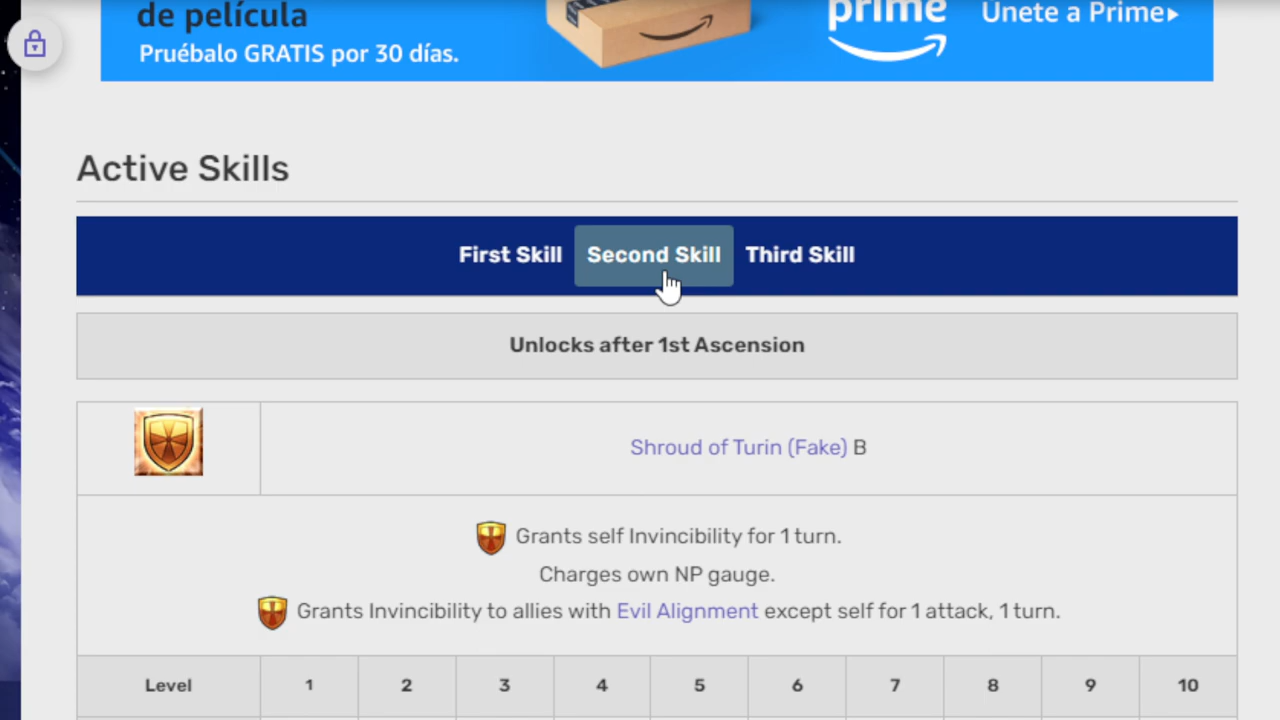 de película
Pruébalo GRATIS por 30 días.
prime
Únete a Prime▸
Active Skills
First Skill Second Skill Third Skill
Unlocks after 1st Ascension
Shroud of Turin (Fake) B
Grants self Invincibility for 1 turn.
Charges own NP gauge.
Grants Invincibility to allies with Evil Alignment except self for 1 attack, 1 turn.
Level 1 2 3 4 5 6 7 8 9 10